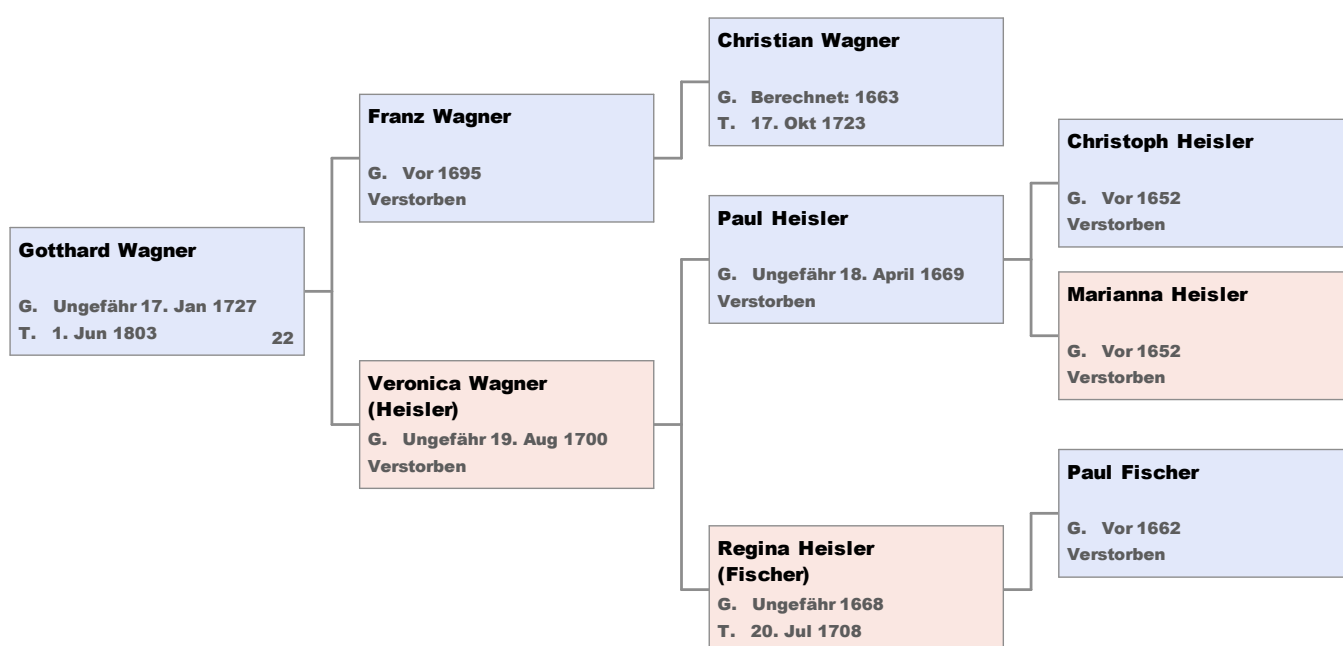 Gotthard Wagner
G. Ungefähr 17. Jan 1727
T. 1. Jun 1803
22
Franz Wagner
G. Vor 1695
Verstorben
Veronica Wagner
(Heisler)
G. Ungefähr 19. Aug 1700
Verstorben
Christian Wagner
G. Berechnet: 1663
T. 17. Okt 1723
Paul Heisler
G. Ungefähr 18. April 1669
Verstorben
Regina Heisler
(Fischer)
G. Ungefähr 1668
T. 20. Jul 1708
Christoph Heisler
G. Vor 1652
Verstorben
Marianna Heisler
G. Vor 1652
Verstorben
Paul Fischer
G. Vor 1662
Verstorben